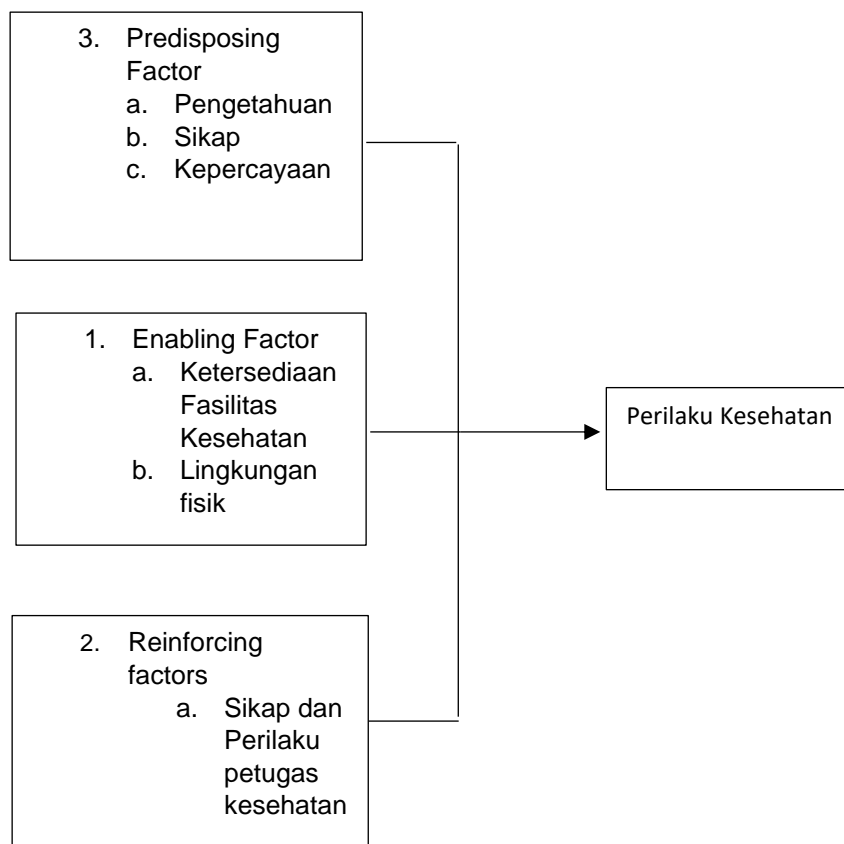 3. Predisposing
Factor
a. Pengetahuan
b. Sikap
c. Kepercayaan
1. Enabling Factor
a. Ketersediaan
Fasilitas
Kesehatan
b. Lingkungan
fisik
Perilaku Kesehatan
2. Reinforcing
factors
a. Sikap dan
Perilaku
petugas
kesehatan